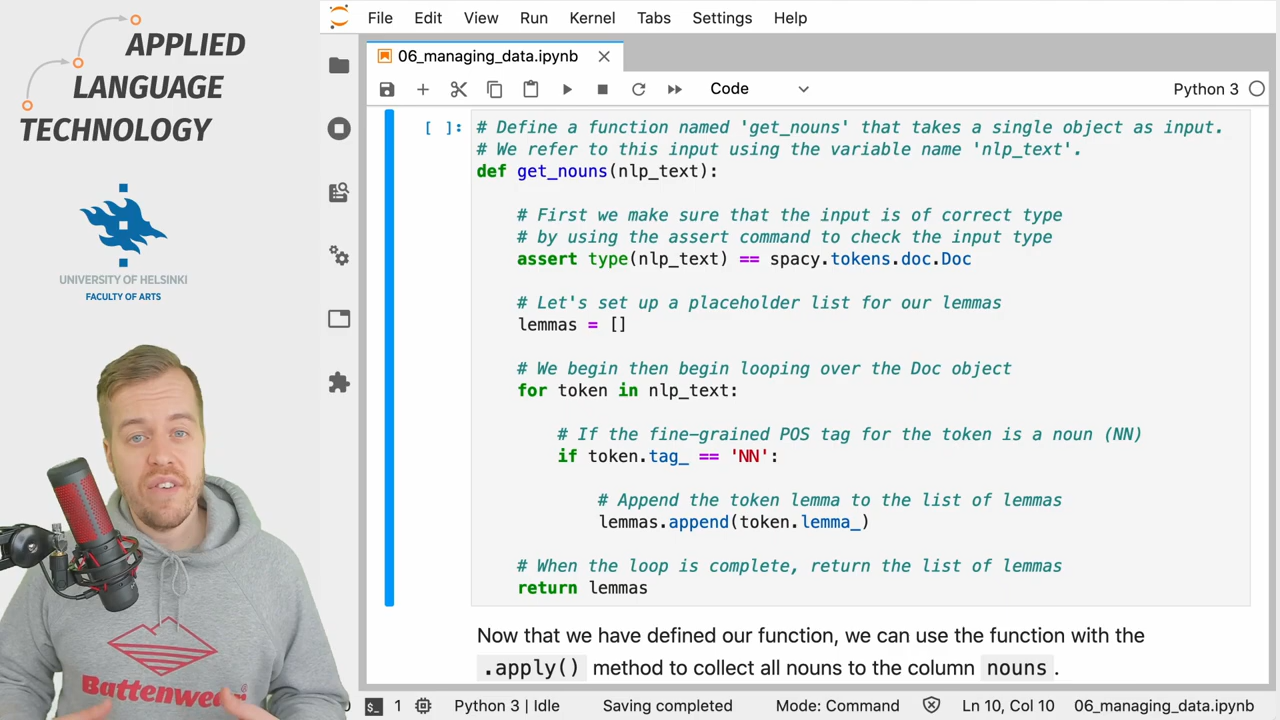 APPLIED
LANGUAGE
TECHNOLOGY
UNIVERSITY OF HELSINKI
FACULTY OF ARTS
Battenwear
File Edit View Run Kernel Tabs Settings Help
06_managing_data.ipynb
Code
Python 3
[ ]:
# Define a function named 'get_nouns' that takes a single object as input.
# We refer to this input using the variable name 'nlp_text'.
def get_nouns(nlp_text):
# First we make sure that the input is of correct type
# by using the assert command to check the input type
assert type(nlp_text) == spacy.tokens.doc.Doc
# Let's set up a placeholder list for our lemmas
lemmas = []
# We begin then begin looping over the Doc object
for token in nlp_text:
# If the fine-grained POS tag for the token is a noun (NN)
if token.tag_ == 'NN':
# Append the token lemma to the list of lemmas
lemmas.append(token.lemma_)
# When the loop is complete, return the list of lemmas
return lemmas
Now that we have defined our function, we can use the function with the
.apply() method to collect all nouns to the column nouns.
0 $_ 1 Python 3 | Idle Saving completed Mode: Command Ln 10, Col 10 06_managing_data.ipynb